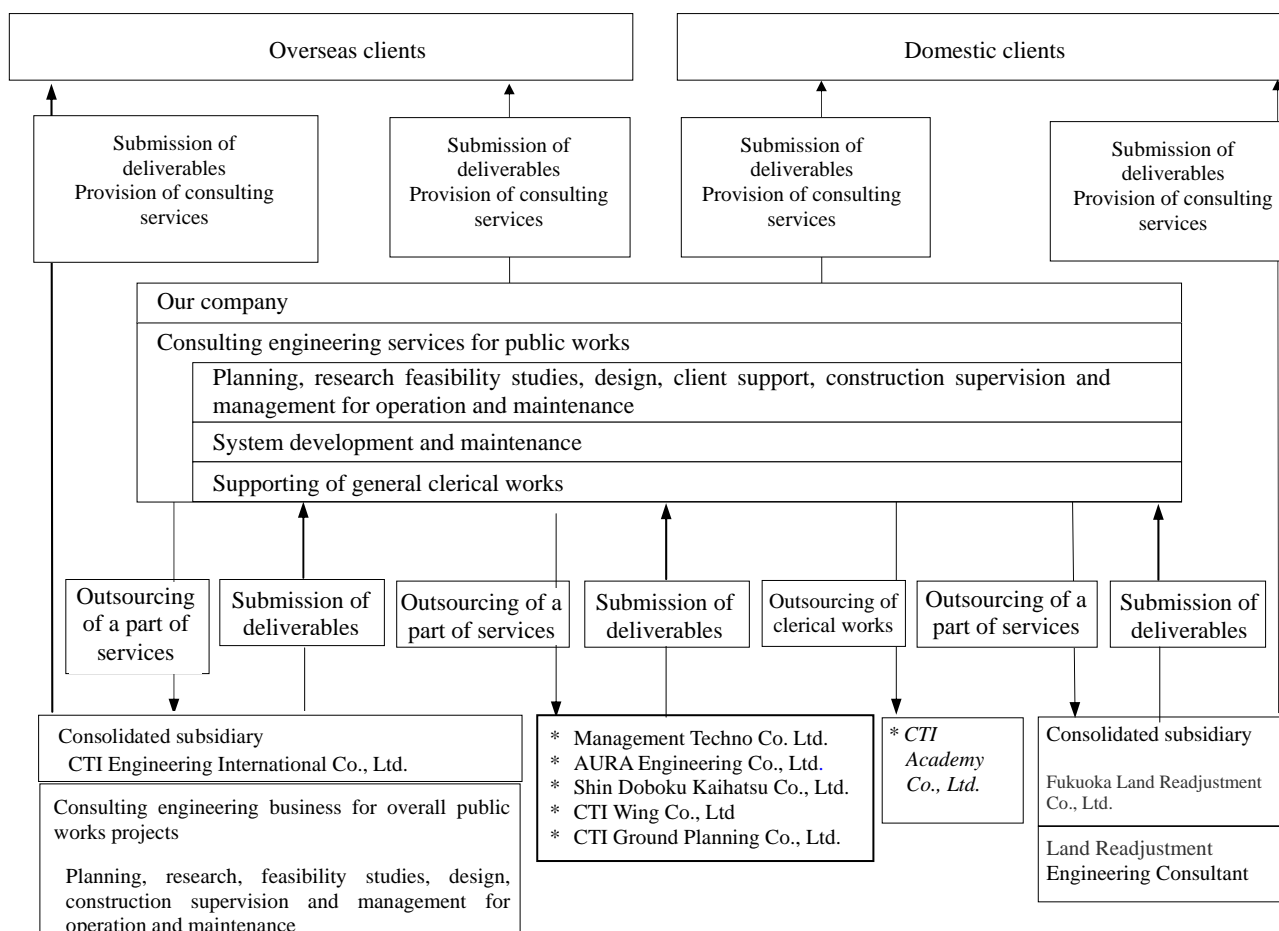 Overseas clients
Domestic clients
Submission of
deliverables
Provision of consulting
services
Submission of
deliverables
Provision of consulting
services
Submission of
deliverables
Provision of consulting
services
Submission of
deliverables
Provision of consulting
services
Our company
Consulting engineering services for public works
Planning, research feasibility studies, design, client support, construction supervision and
management for operation and maintenance
System development and maintenance
Supporting of general clerical works
Outsourcing
of a part of
services
Submission of
deliverables
Outsourcing of a
part of services
Submission of
deliverables
Outsourcing of
clerical works
Outsourcing of a
part of services
Submission of
deliverables
Consolidated subsidiary
CTI Engineering International Co., Ltd.
Consulting engineering business for overall public
works projects
Planning, research, feasibility studies, design,
construction supervision and management for
operation and maintenance
* Management Techno Co. Ltd.
* AURA Engineering Co., Ltd.
* Shin Doboku Kaihatsu Co., Ltd.
* CTI Wing Co., Ltd
* CTI Ground Planning Co., Ltd.
* CTI
Academy
Co., Ltd.
Consolidated subsidiary
Fukuoka Land Readjustment
Co., Ltd.
Land Readjustment
Engineering Consultant